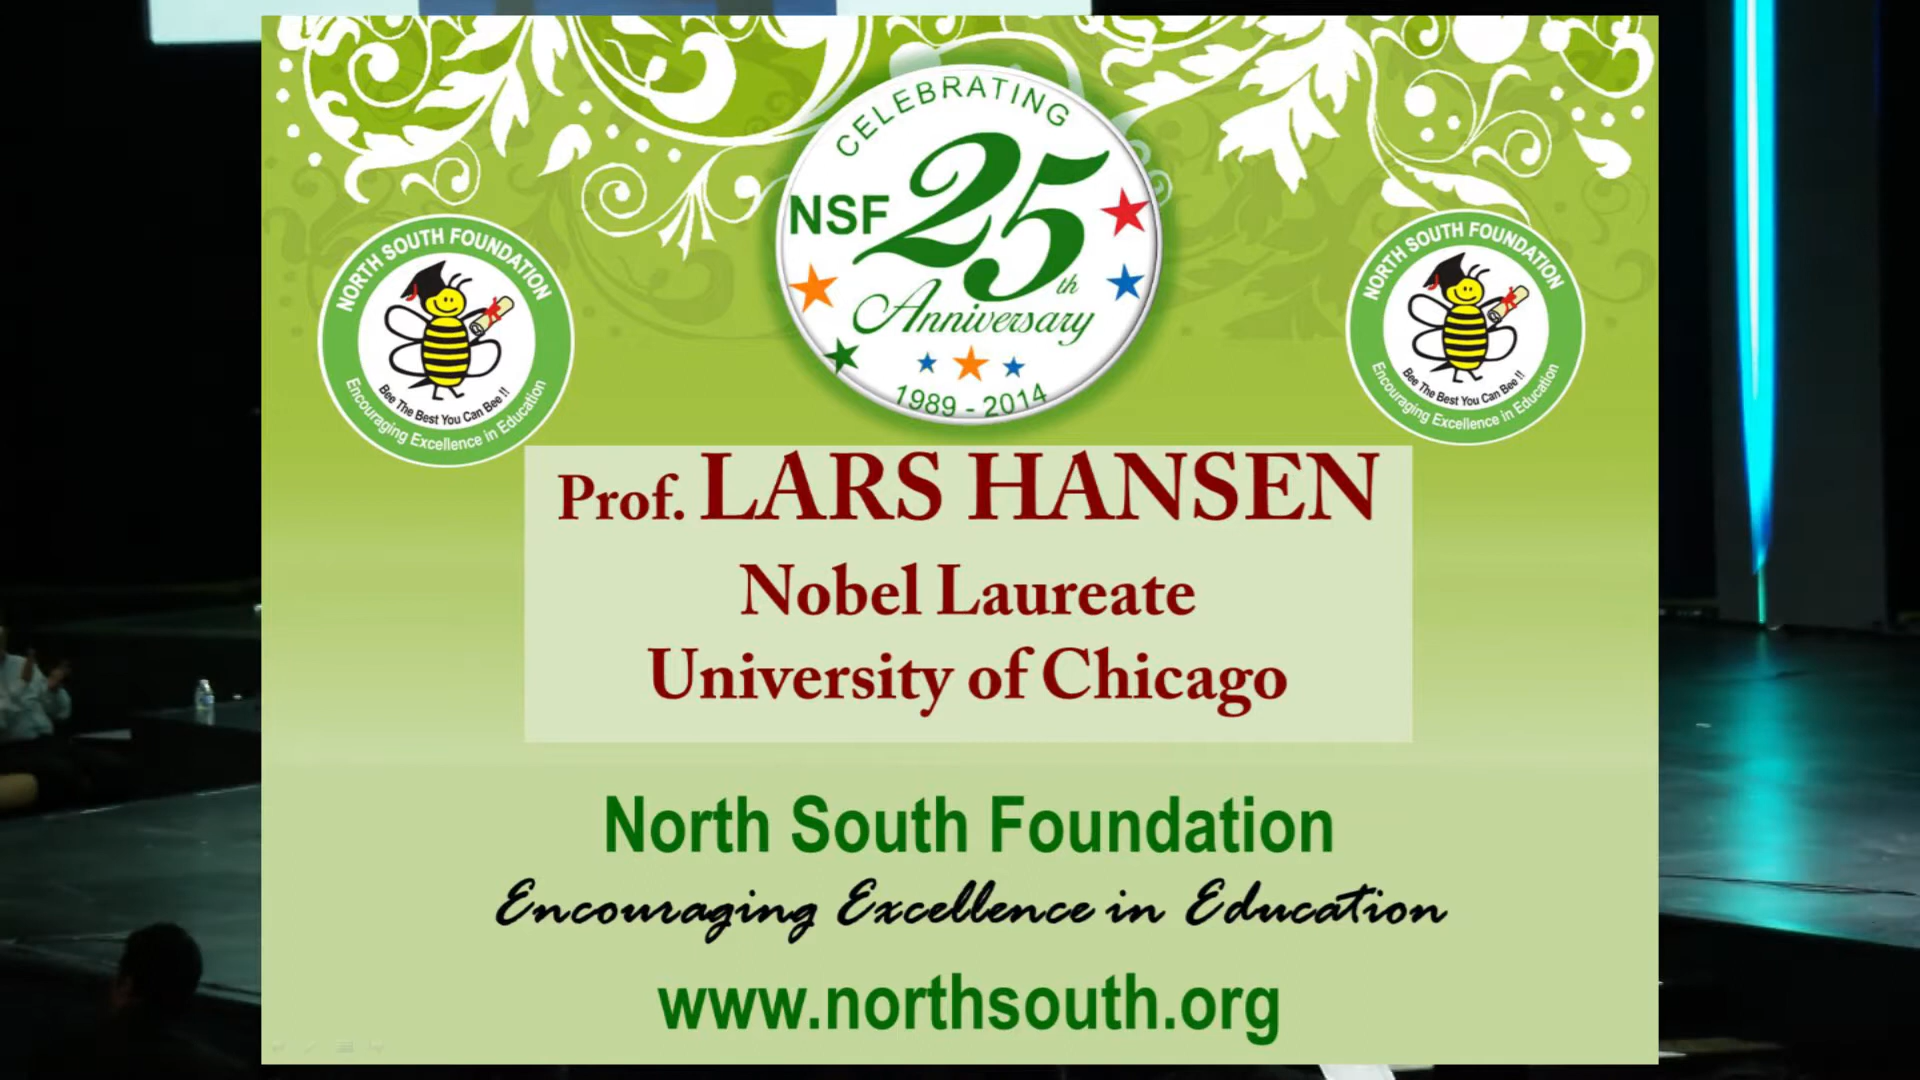 CELEBRATING
NSF 25th
Anniversary
1989 - 2014
NORTH SOUTH FOUNDATION
Bee The Best You Can Bee !!
Encouraging Excellence in Education
NORTH SOUTH FOUNDATION
Bee The Best You Can Bee !!
Encouraging Excellence in Education
Prof. LARS HANSEN
Nobel Laureate
University of Chicago
North South Foundation
Encouraging Excellence in Education
www.northsouth.org